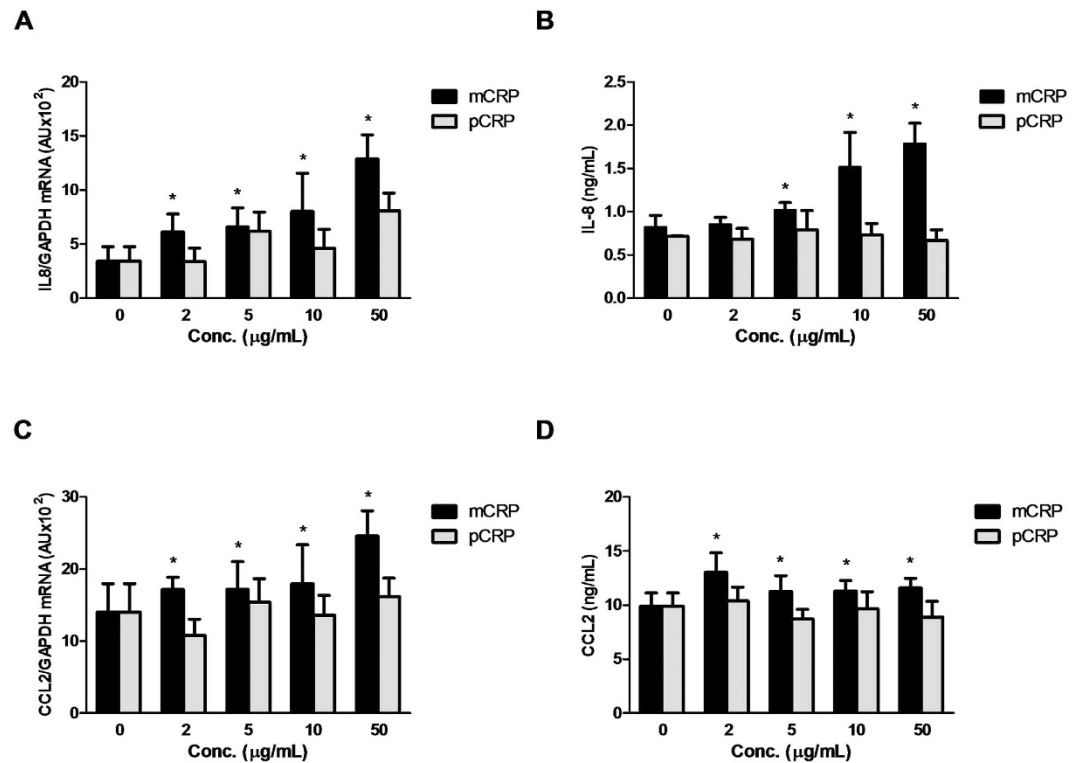 A
IL8/GAPDH mRNA (AUx10²)
20
15
10
5
0
*
*
*
*
0 2 5 10 50
Conc. (μg/mL)
mCRP
pCRP
B
IL-8 (ng/mL)
2.5
2.0
1.5
1.0
0.5
0.0
*
*
*
0 2 5 10 50
Conc. (μg/mL)
mCRP
pCRP
C
CCL2/GAPDH mRNA (AUx10⁻²)
30
20
10
0
*
*
*
*
0 2 5 10 50
Conc. (μg/mL)
mCRP
pCRP
D
CCL2 (ng/mL)
20
15
10
5
0
*
*
*
*
0 2 5 10 50
Conc. (μg/mL)
mCRP
pCRP